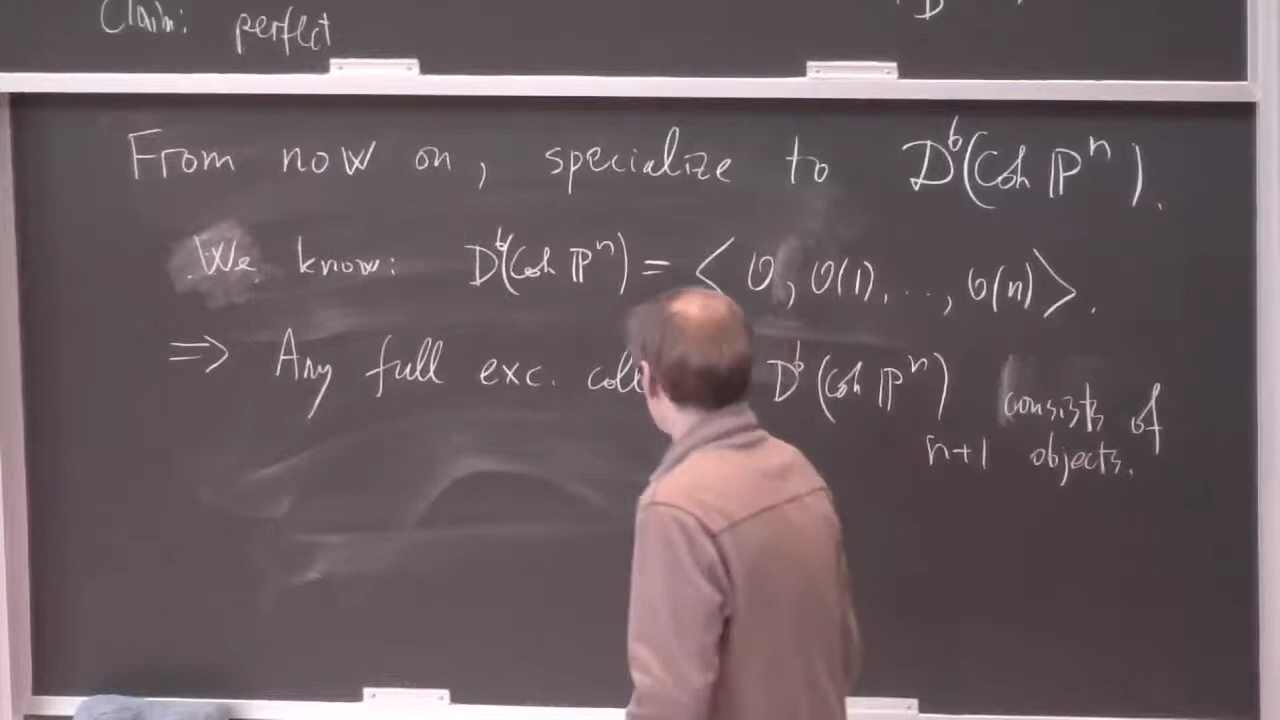 Claim: perfect
D
From now on, specialize to D^b(Coh ℙ^n).
We know: D^b(Coh ℙ^n) = < O, O(1), ..., O(n) >.
⇒ Any full exc. D^b(Coh ℙ^n) consists of
n+1 objects.